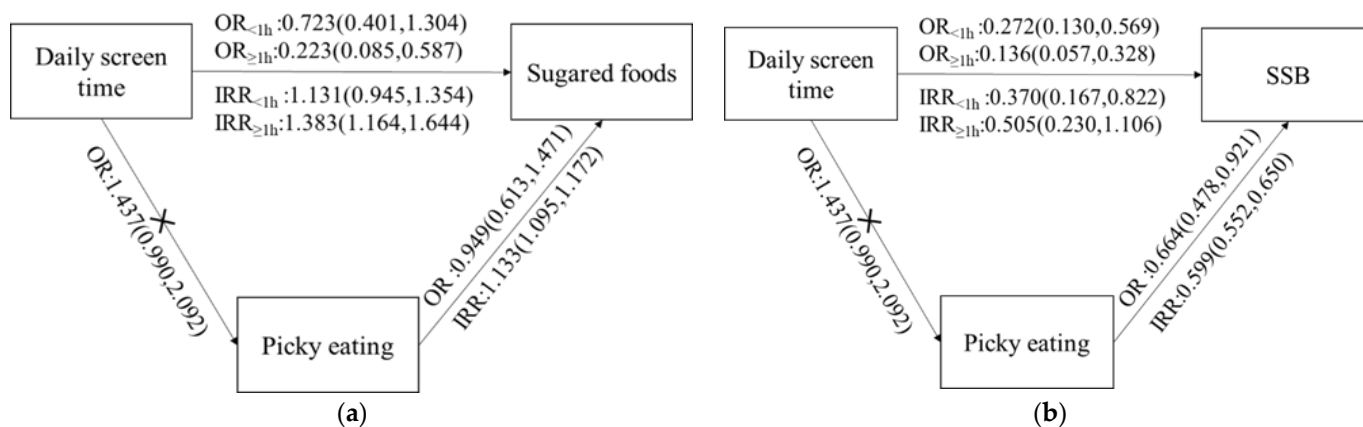 OR<1h:0.723(0.401,1.304)
OR≥1h:0.223(0.085,0.587)
Daily screen
time
Sugared foods
IRR<1h:1.131(0.945,1.354)
IRR≥1h:1.383(1.164,1.644)
OR:1.437(0.990,2.092)
OR :0.949(0.613,1.471)
IRR:1.133(1.095,1.172)
Picky eating
(a)
OR<1h:0.272(0.130,0.569)
OR≥1h:0.136(0.057,0.328)
Daily screen
time
SSB
IRR<1h:0.370(0.167,0.822)
IRR≥1h:0.505(0.230,1.106)
OR:1.437(0.990,2.092)
OR :0.664(0.478,0.921)
IRR:0.599(0.552,0.650)
Picky eating
(b)